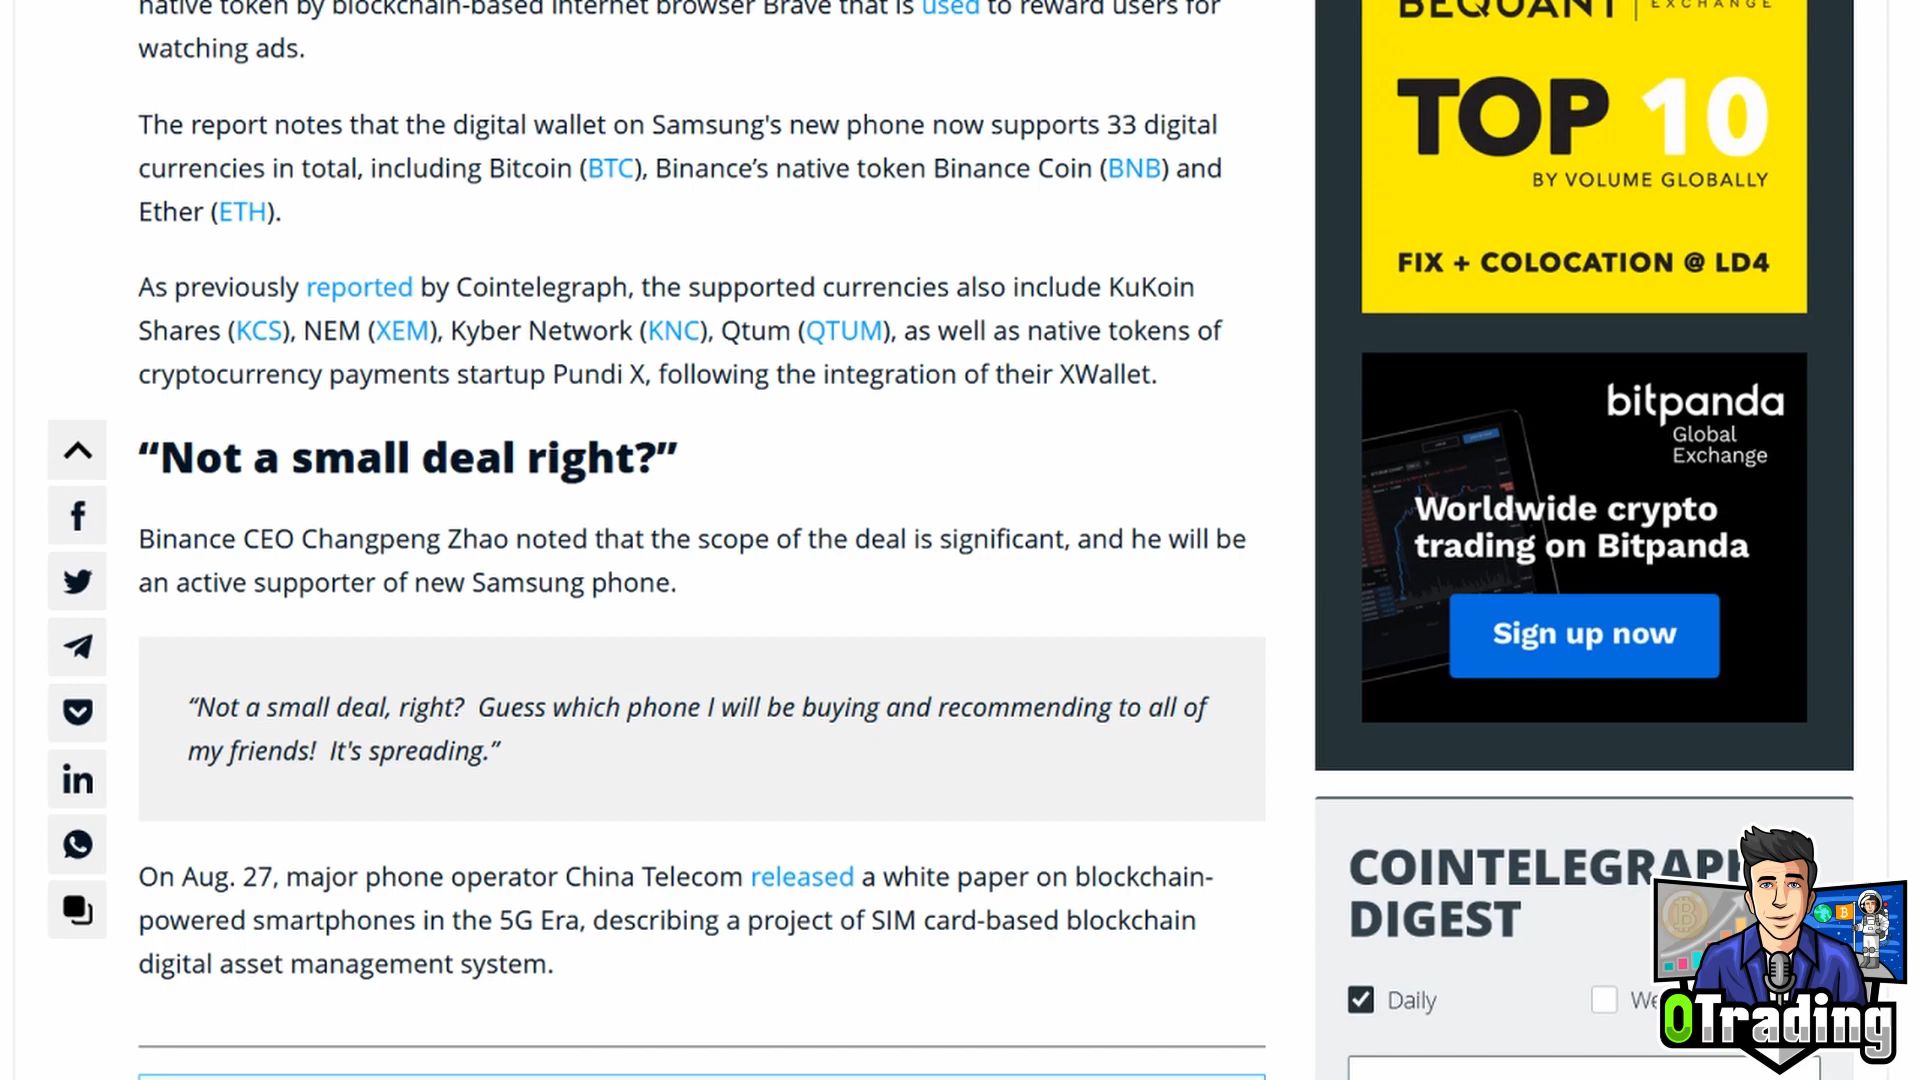 native token by blockchain-based internet browser Brave that is used to reward users for
watching ads.
The report notes that the digital wallet on Samsung's new phone now supports 33 digital
currencies in total, including Bitcoin (BTC), Binance’s native token Binance Coin (BNB) and
Ether (ETH).
As previously reported by Cointelegraph, the supported currencies also include KuKoin
Shares (KCS), NEM (XEM), Kyber Network (KNC), Qtum (QTUM), as well as native tokens of
cryptocurrency payments startup Pundi X, following the integration of their XWallet.
“Not a small deal right?”
Binance CEO Changpeng Zhao noted that the scope of the deal is significant, and he will be
an active supporter of new Samsung phone.
“Not a small deal, right?  Guess which phone I will be buying and recommending to all of
my friends!  It's spreading.”
On Aug. 27, major phone operator China Telecom released a white paper on blockchain-
powered smartphones in the 5G Era, describing a project of SIM card-based blockchain
digital asset management system.
BEQUANT | EXCHANGE
TOP 10
BY VOLUME GLOBALLY
FIX + COLOCATION @ LD4
bitpanda
Global
Exchange
Worldwide crypto
trading on Bitpanda
Sign up now
COINTELEGRAPH
DIGEST
Daily
OTrading